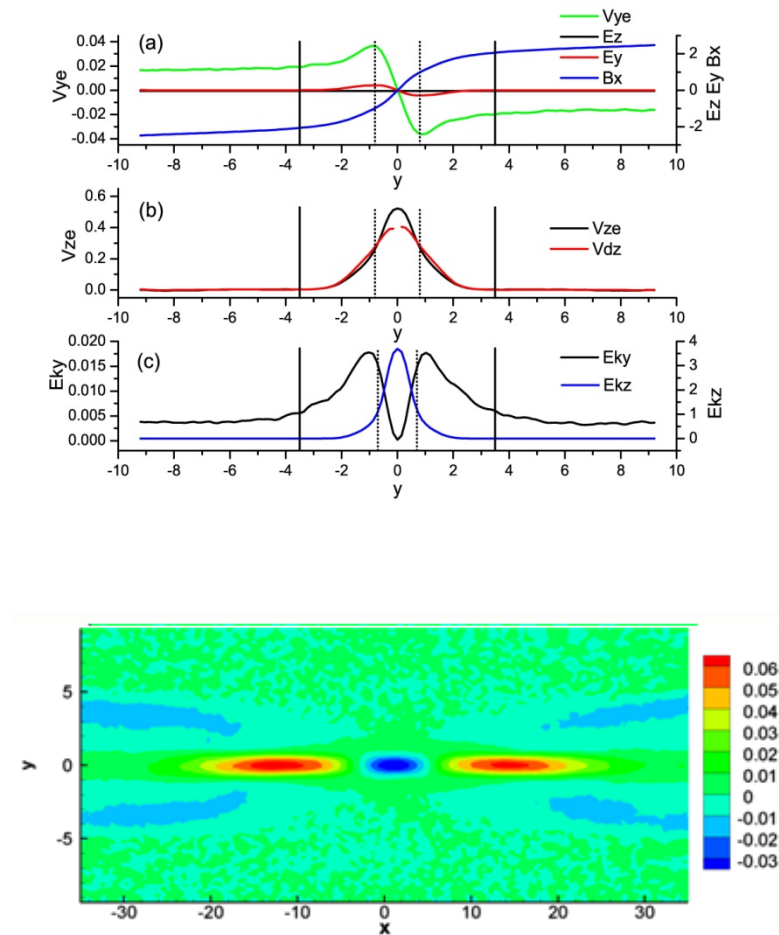 (a)
Vye
Ez
Ey
Bx
0.04
0.02
0.00
-0.02
-0.04
Vye
2
0
-2
Ez Ey Bx
-10 -8 -6 -4 -2 0 2 4 6 8 10
y
(b)
Vze
Vdz
0.6
0.4
0.2
0.0
Vze
-10 -8 -6 -4 -2 0 2 4 6 8 10
y
(c)
Eky
Ekz
0.020
0.015
0.010
0.005
0.000
Eky
4
3
2
1
0
Ekz
-10 -8 -6 -4 -2 0 2 4 6 8 10
y
5
0
-5
y
-30 -20 -10 0 10 20 30
x
0.06
0.05
0.04
0.03
0.02
0.01
0
-0.01
-0.02
-0.03